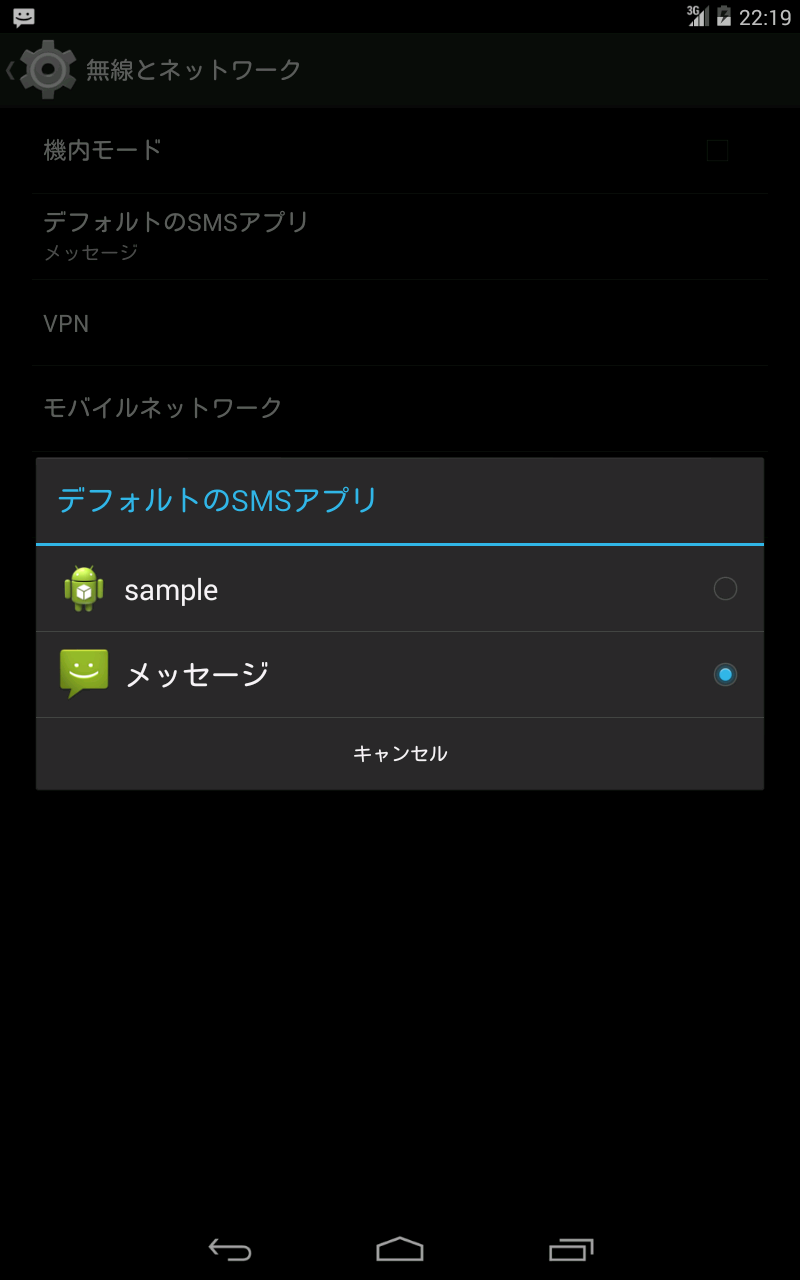 3G 22:19
無線とネットワーク
機内モード
デフォルトのSMSアプリ
メッセージ
VPN
モバイルネットワーク
デフォルトのSMSアプリ
sample
メッセージ
キャンセル